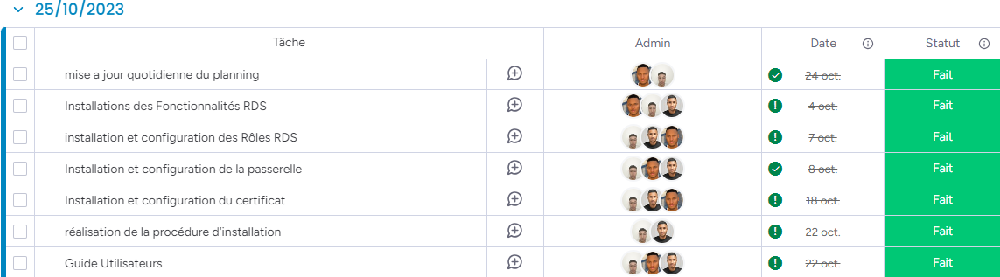 25/10/2023
Tâche Admin Date Statut
mise a jour quotidienne du planning 24 oct. Fait
Installations des Fonctionnalités RDS 4 oct. Fait
installation et configuration des Rôles RDS 7 oct. Fait
Installation et configuration de la passerelle 8 oct. Fait
Installation et configuration du certificat 18 oct. Fait
réalisation de la procédure d'installation 22 oct. Fait
Guide Utilisateurs 22 oct. Fait